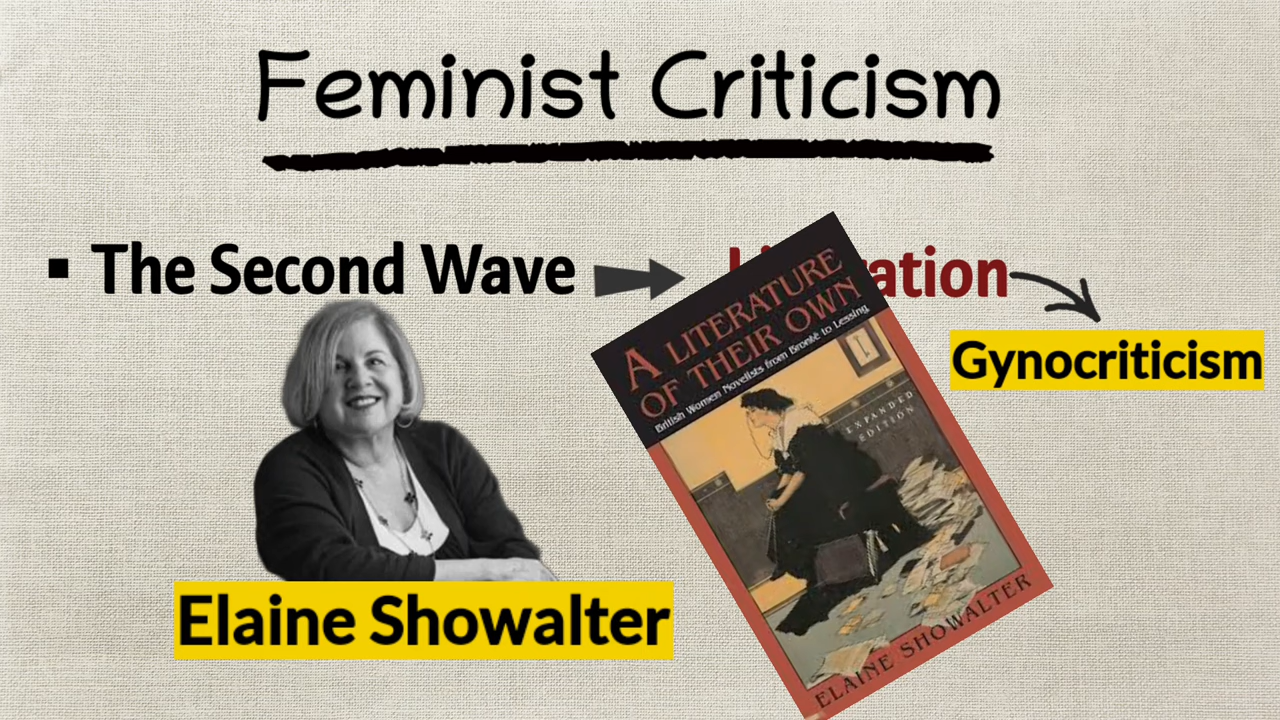 Feminist Criticism
▪ The Second Wave
ation
Gynocriticism
A LITERATURE
OF THEIR OWN
British Women Novelists from Brontë to Lessing
EXPANDED
EDITION
ELAINE SHOWALTER
Elaine Showalter